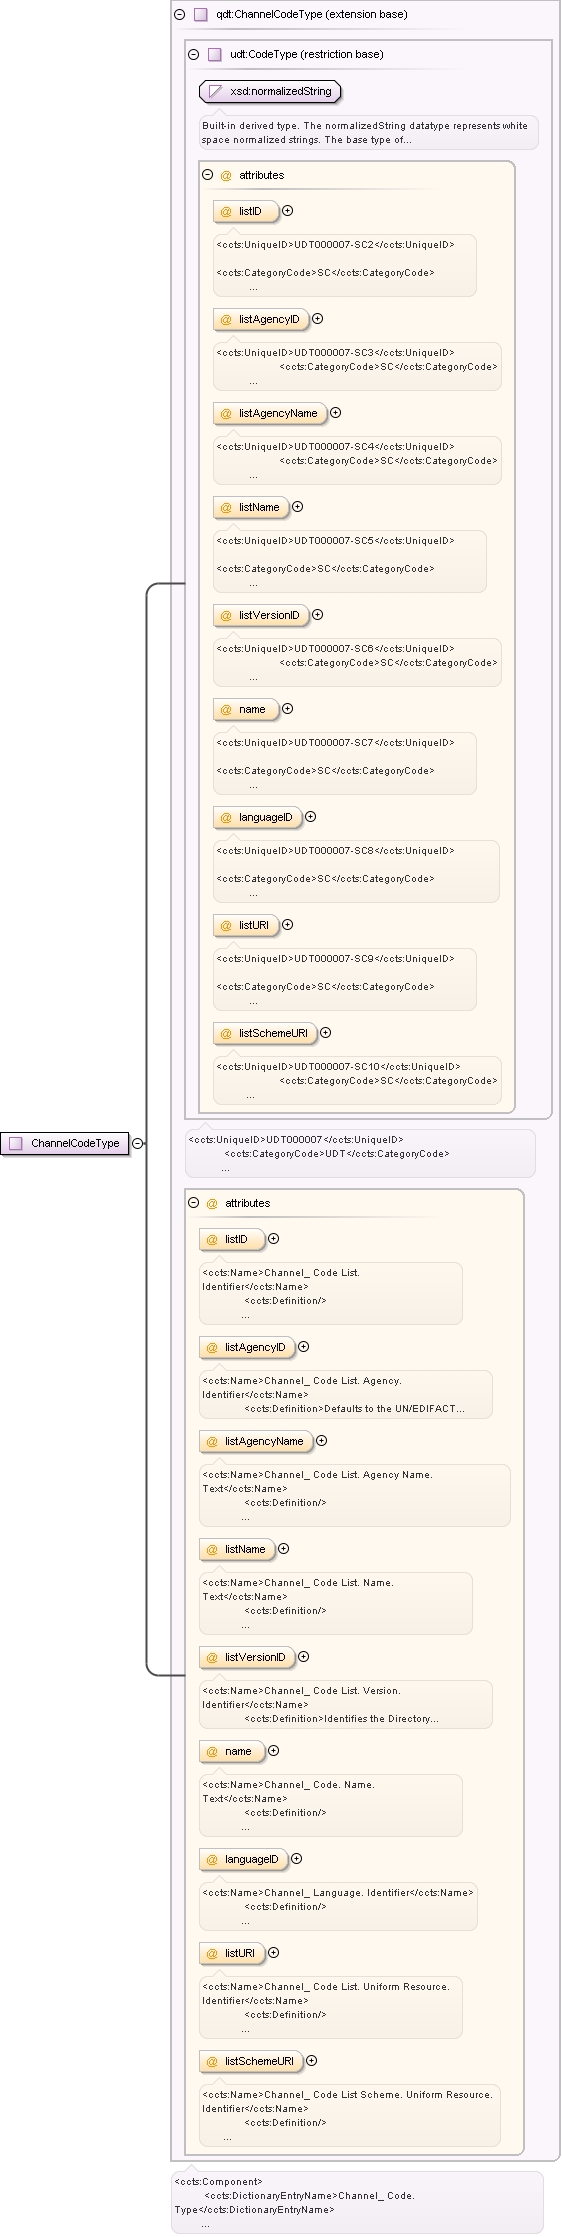 qdt:ChannelCodeType (extension base)
udt:CodeType (restriction base)
xsd:normalizedString
Built-in derived type. The normalizedString datatype represents white
space normalized strings. The base type of...
@ attributes
@ listID
<ccts:UniqueID>UDT000007-SC2</ccts:UniqueID>
<ccts:CategoryCode>SC</ccts:CategoryCode>
...
@ listAgencyID
<ccts:UniqueID>UDT000007-SC3</ccts:UniqueID>
<ccts:CategoryCode>SC</ccts:CategoryCode>
...
@ listAgencyName
<ccts:UniqueID>UDT000007-SC4</ccts:UniqueID>
<ccts:CategoryCode>SC</ccts:CategoryCode>
...
@ listName
<ccts:UniqueID>UDT000007-SC5</ccts:UniqueID>
<ccts:CategoryCode>SC</ccts:CategoryCode>
...
@ listVersionID
<ccts:UniqueID>UDT000007-SC6</ccts:UniqueID>
<ccts:CategoryCode>SC</ccts:CategoryCode>
...
@ name
<ccts:UniqueID>UDT000007-SC7</ccts:UniqueID>
<ccts:CategoryCode>SC</ccts:CategoryCode>
...
@ languageID
<ccts:UniqueID>UDT000007-SC8</ccts:UniqueID>
<ccts:CategoryCode>SC</ccts:CategoryCode>
...
@ listURI
<ccts:UniqueID>UDT000007-SC9</ccts:UniqueID>
<ccts:CategoryCode>SC</ccts:CategoryCode>
...
@ listSchemeURI
<ccts:UniqueID>UDT000007-SC10</ccts:UniqueID>
<ccts:CategoryCode>SC</ccts:CategoryCode>
...
ChannelCodeType
<ccts:UniqueID>UDT000007</ccts:UniqueID>
<ccts:CategoryCode>UDT</ccts:CategoryCode>
...
@ attributes
@ listID
<ccts:Name>Channel_ Code List.
Identifier</ccts:Name>
<ccts:Definition/>
...
@ listAgencyID
<ccts:Name>Channel_ Code List. Agency.
Identifier</ccts:Name>
<ccts:Definition>Defaults to the UN/EDIFACT...
@ listAgencyName
<ccts:Name>Channel_ Code List. Agency Name.
Text</ccts:Name>
<ccts:Definition/>
...
@ listName
<ccts:Name>Channel_ Code List. Name.
Text</ccts:Name>
<ccts:Definition/>
...
@ listVersionID
<ccts:Name>Channel_ Code List. Version.
Identifier</ccts:Name>
<ccts:Definition>Identifies the Directory...
@ name
<ccts:Name>Channel_ Code. Name.
Text</ccts:Name>
<ccts:Definition/>
...
@ languageID
<ccts:Name>Channel_ Language. Identifier</ccts:Name>
<ccts:Definition/>
...
@ listURI
<ccts:Name>Channel_ Code List. Uniform Resource.
Identifier</ccts:Name>
<ccts:Definition/>
...
@ listSchemeURI
<ccts:Name>Channel_ Code List Scheme. Uniform Resource.
Identifier</ccts:Name>
<ccts:Definition/>
...
<ccts:Component>
<ccts:DictionaryEntryName>Channel_ Code.
Type</ccts:DictionaryEntryName>
...